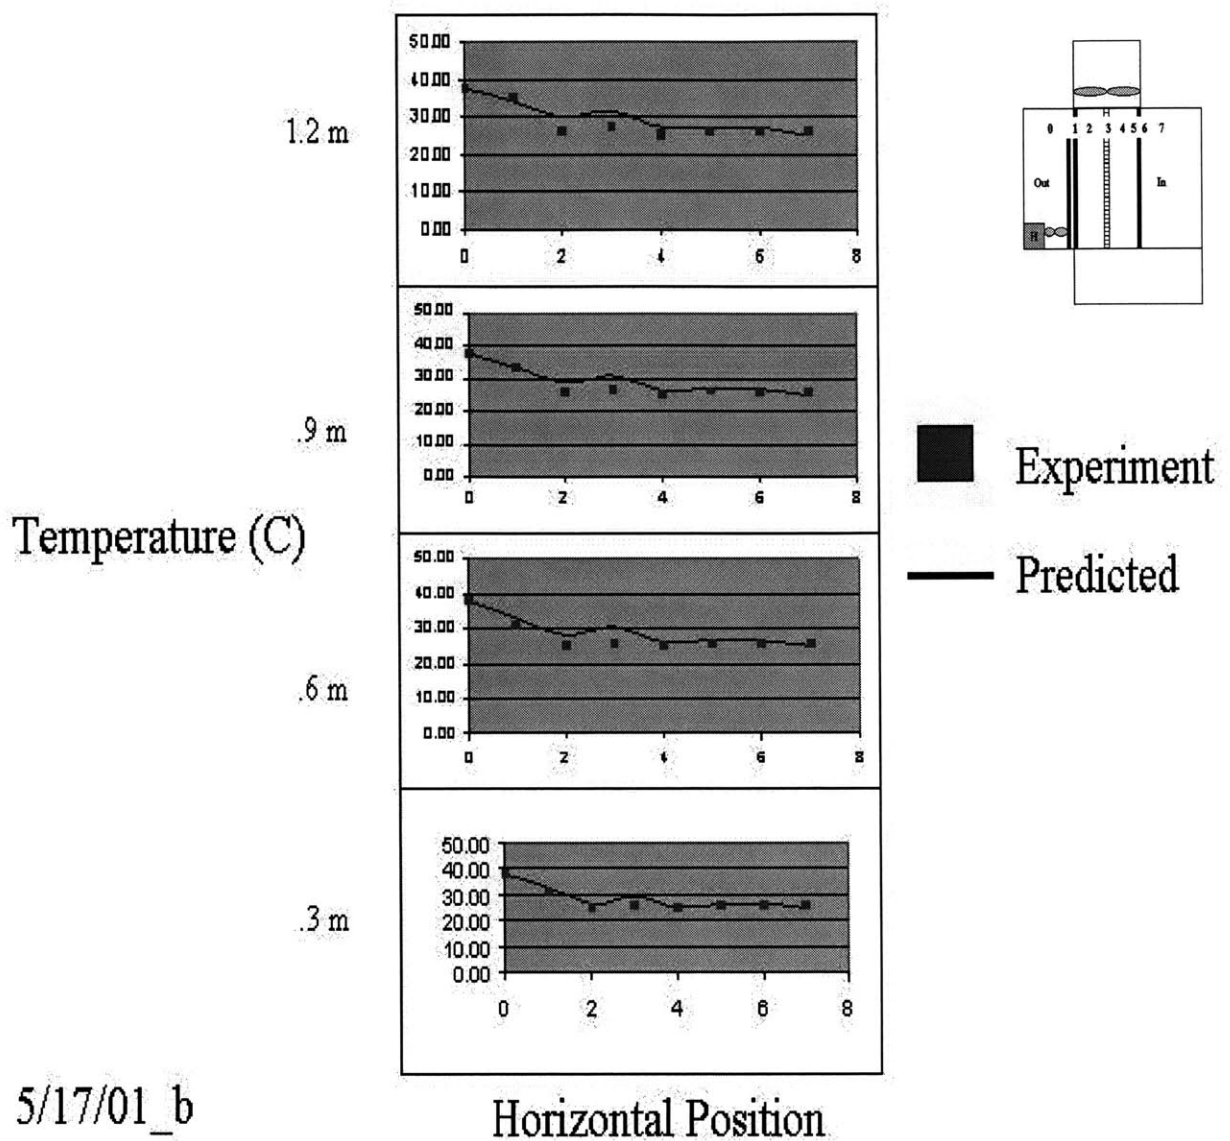 1.2 m
50.00
40.00
30.00
20.00
10.00
0.00
0 2 4 6 8
.9 m
50.00
40.00
30.00
20.00
10.00
0.00
0 2 4 6 8
Temperature (C)
.6 m
50.00
40.00
30.00
20.00
10.00
0.00
0 2 4 6 8
.3 m
50.00
40.00
30.00
20.00
10.00
0.00
0 2 4 6 8
Horizontal Position
5/17/01_b
0 1 2 3 4 5 6 7
Out In
H
Experiment
Predicted